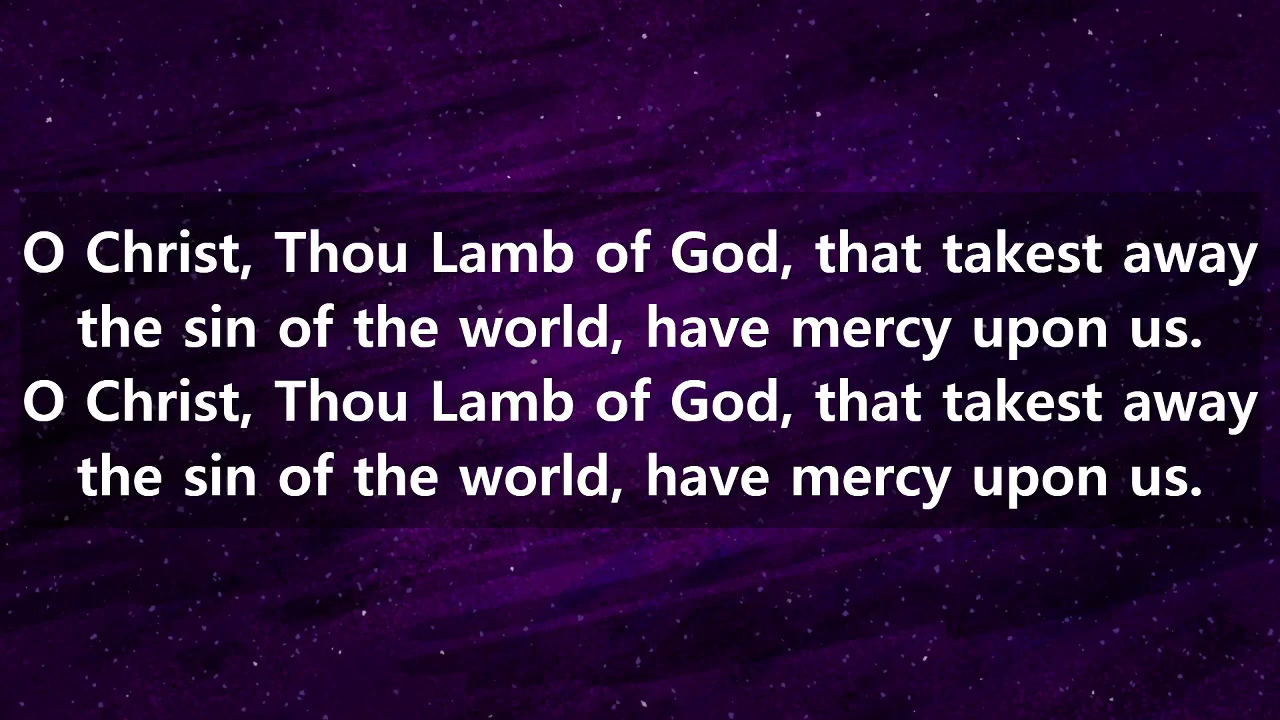 O Christ, Thou Lamb of God, that takest away
the sin of the world, have mercy upon us.
O Christ, Thou Lamb of God, that takest away
the sin of the world, have mercy upon us.